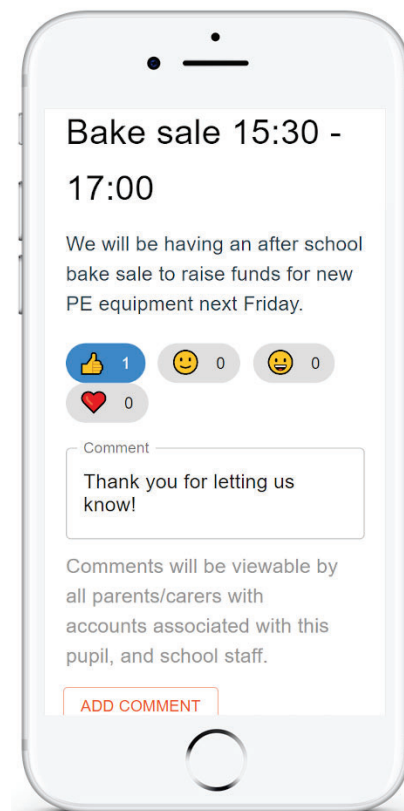 Bake sale 15:30 -
17:00
We will be having an after school
bake sale to raise funds for new
PE equipment next Friday.
👍 1 🙂 0 😀 0
❤️ 0
Comment
Thank you for letting us
know!
Comments will be viewable by
all parents/carers with
accounts associated with this
pupil, and school staff.
ADD COMMENT